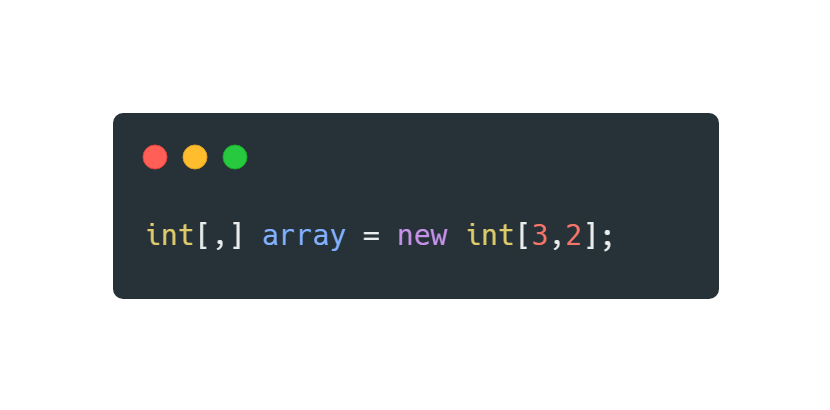 int[,] array = new int[3,2];